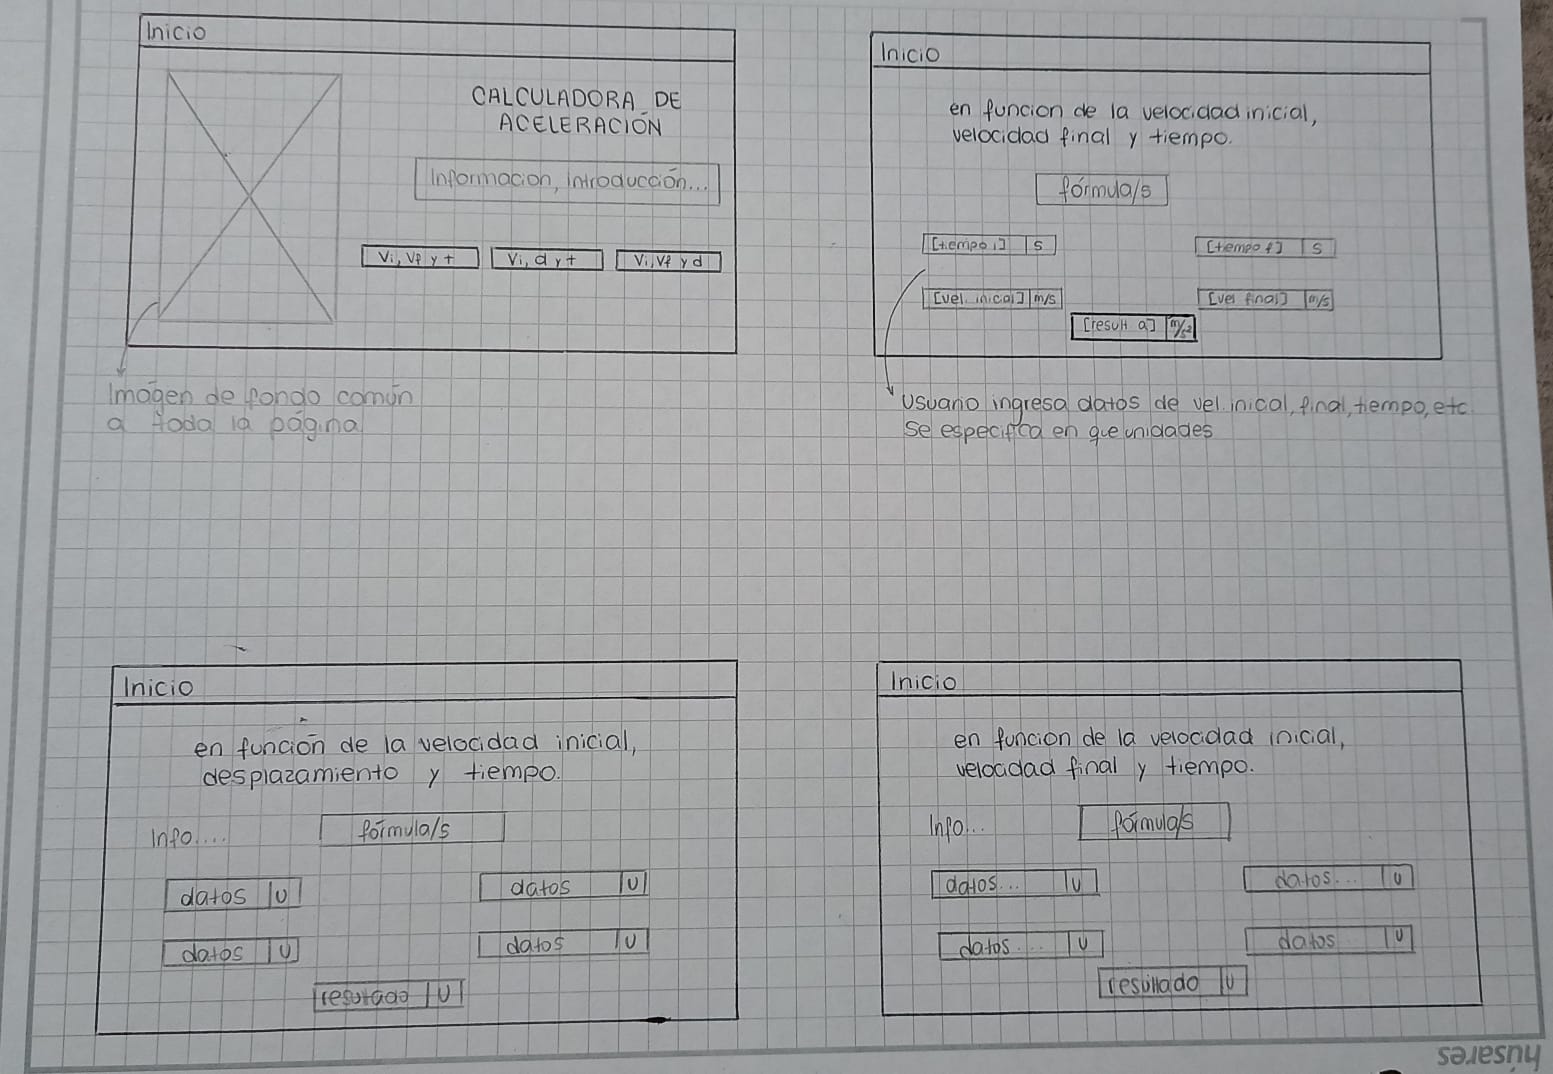 Inicio
CALCULADORA DE
ACELERACIÓN
Información, introducción...
Vi, Vf y t
Vi, d y t
Vi, Vf y d
Imagen de fondo común
a toda la página
Inicio
en funcion de la velocidad inicial,
velocidad final y tiempo.
fórmula/s
[tiempo i] s
[tiempo f] s
[vel. inicial] m/s
[vel final] m/s
[result a] m/s²
Usuario ingresa datos de vel. inical, final, tiempo, etc
se especifica en que unidades
Inicio
en función de la velocidad inicial,
desplazamiento y tiempo.
Info....
fórmula/s
datos U
datos U
datos U
datos U
resultado U
Inicio
en funcion de la velocidad inicial,
velocidad final y tiempo.
Info...
fórmula/s
datos... U
datos... U
datos... U
datos U
resultado U
húsares